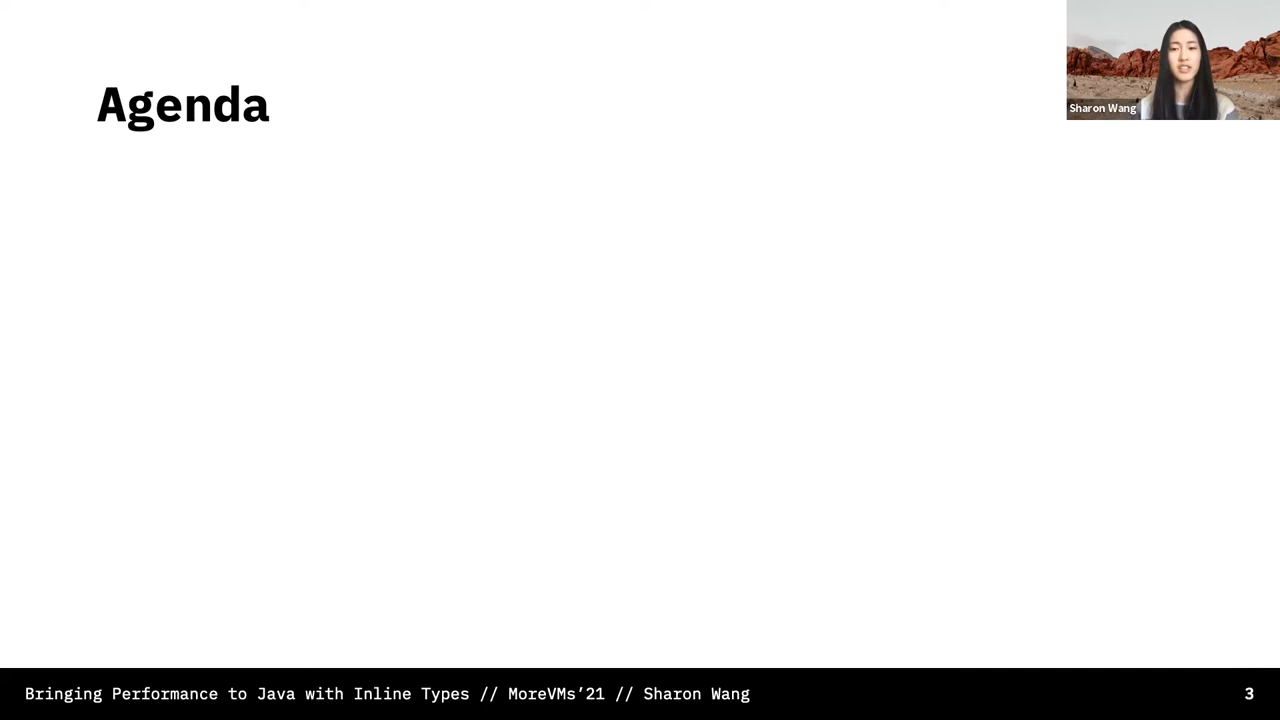 Agenda
Sharon Wang
Bringing Performance to Java with Inline Types // MoreVMs’21 // Sharon Wang
3